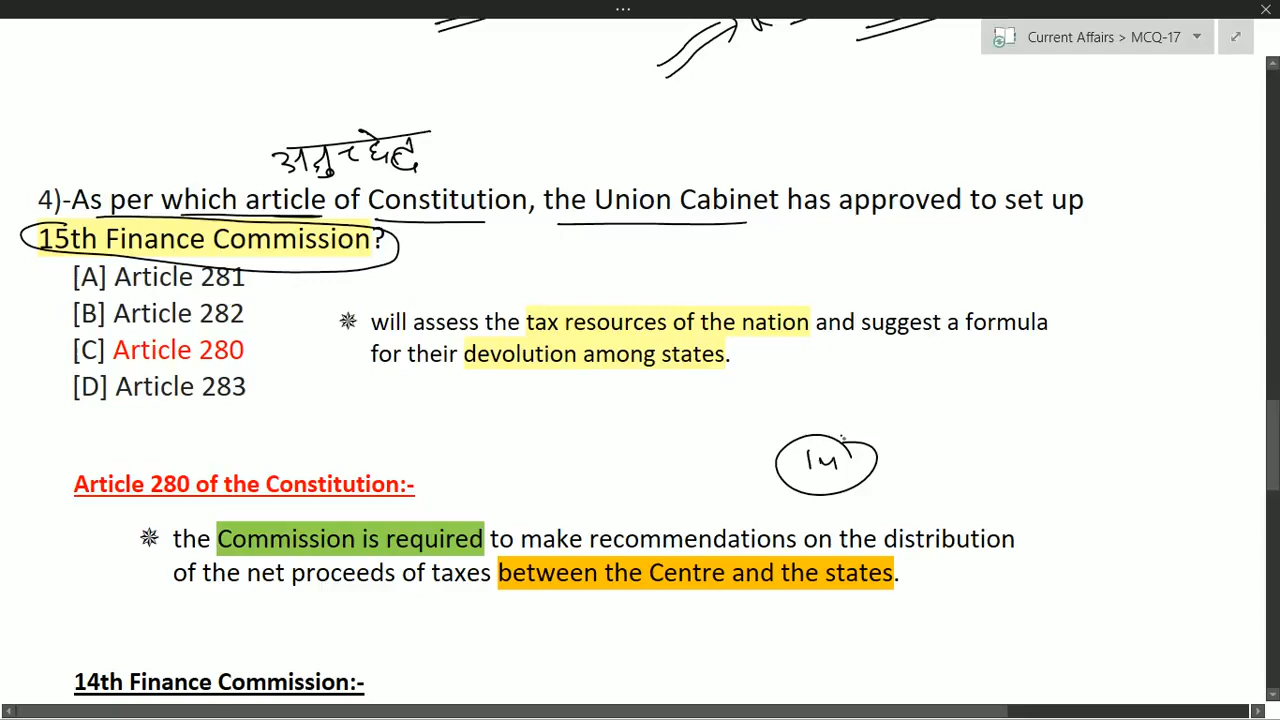 Current Affairs > MCQ-17
अनुच्छेद
4)-As per which article of Constitution, the Union Cabinet has approved to set up
15th Finance Commission?
[A] Article 281
[B] Article 282
[C] Article 280
[D] Article 283
will assess the tax resources of the nation and suggest a formula
for their devolution among states.
14
Article 280 of the Constitution:-
the Commission is required to make recommendations on the distribution
of the net proceeds of taxes between the Centre and the states.
14th Finance Commission:-